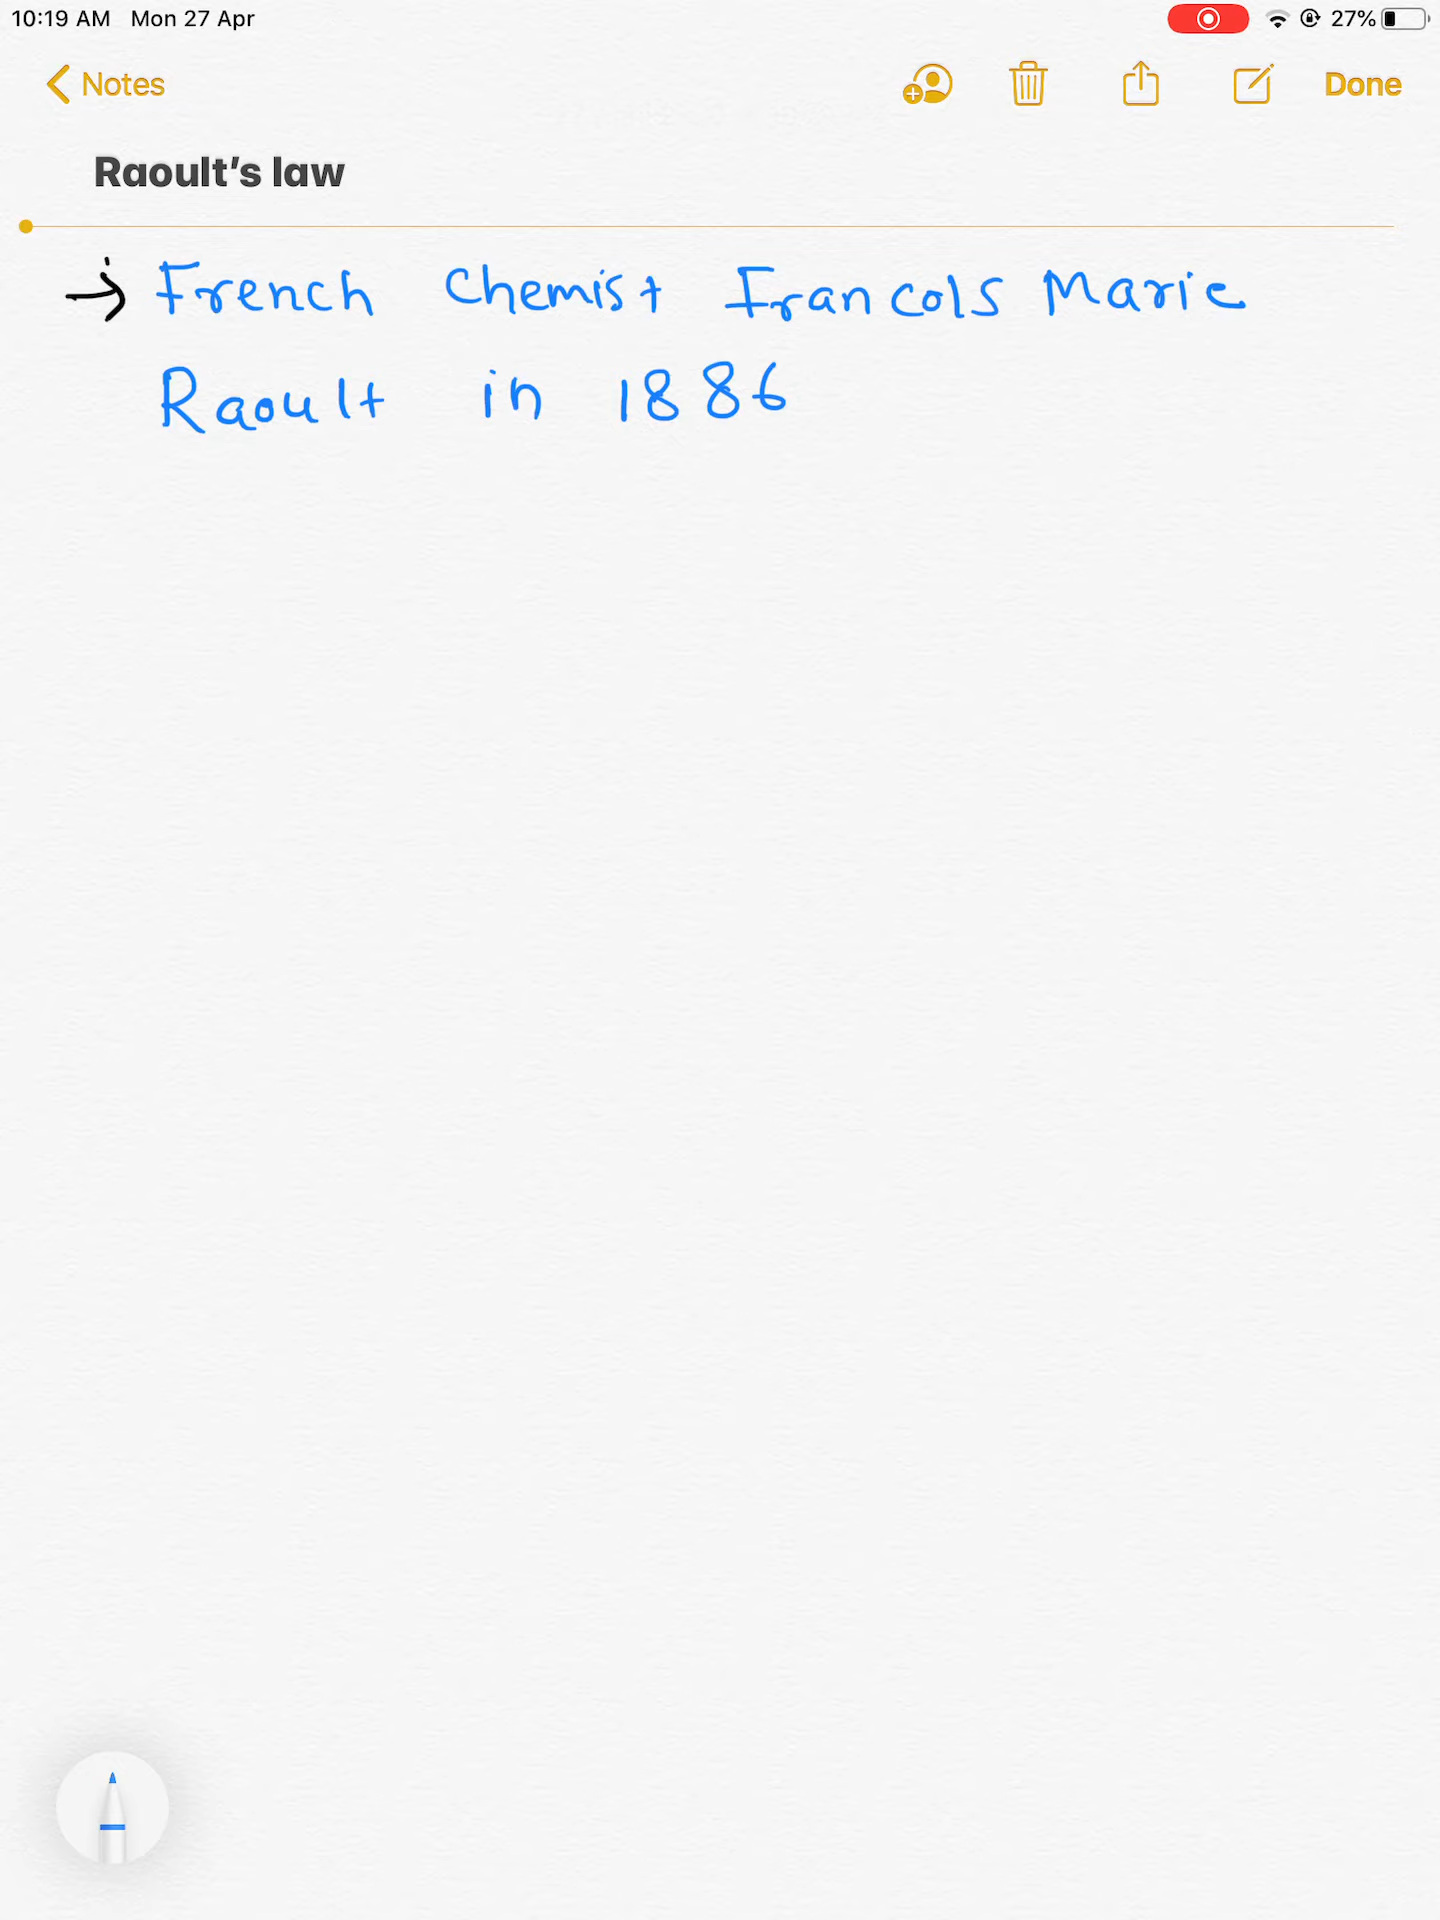 10:19 AM Mon 27 Apr 27%
Notes Done
Raoult's law
→ French Chemist Francols Marie
Raoult in 1886